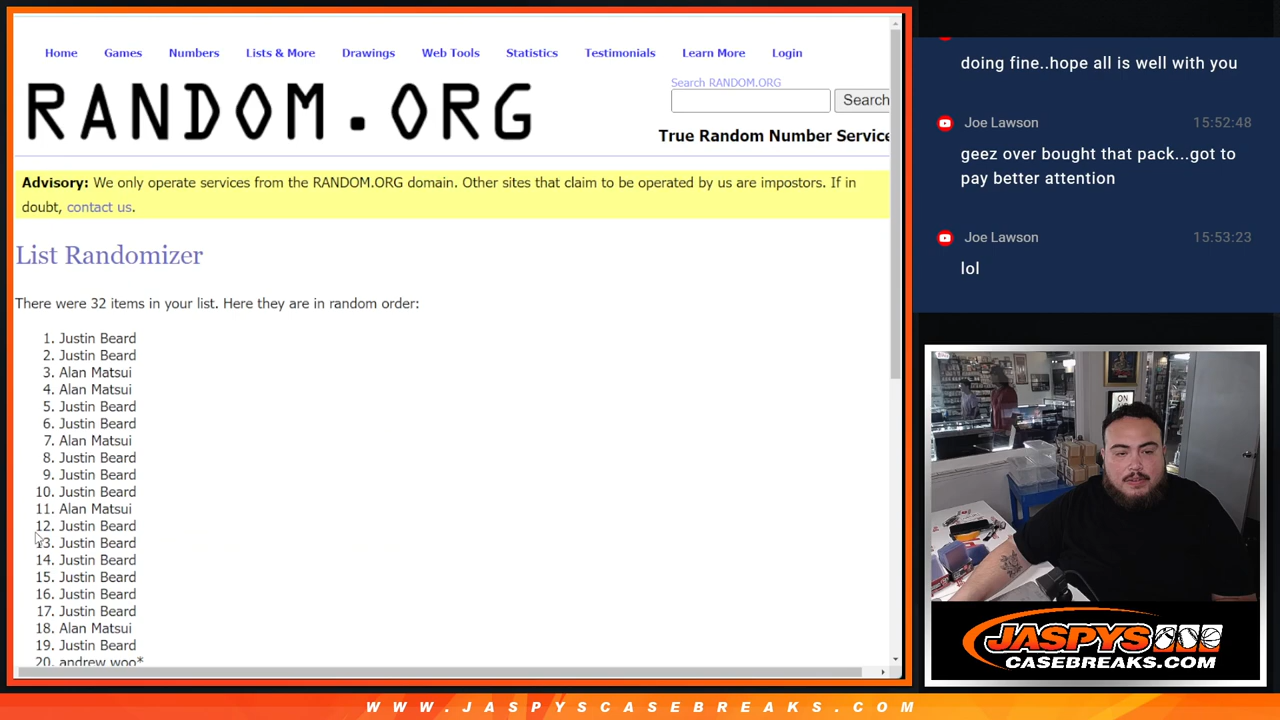 Home Games Numbers Lists & More Drawings Web Tools Statistics Testimonials Learn More Login
RANDOM.ORG
Search RANDOM.ORG
Search
True Random Number Service
Advisory: We only operate services from the RANDOM.ORG domain. Other sites that claim to be operated by us are impostors. If in
doubt, contact us.
List Randomizer
There were 32 items in your list. Here they are in random order:
1. Justin Beard
2. Justin Beard
3. Alan Matsui
4. Alan Matsui
5. Justin Beard
6. Justin Beard
7. Alan Matsui
8. Justin Beard
9. Justin Beard
10. Justin Beard
11. Alan Matsui
12. Justin Beard
13. Justin Beard
14. Justin Beard
15. Justin Beard
16. Justin Beard
17. Justin Beard
18. Alan Matsui
19. Justin Beard
20. andrew woo*
doing fine..hope all is well with you
Joe Lawson 15:52:48
geez over bought that pack...got to
pay better attention
Joe Lawson 15:53:23
lol
ON
JASPYS
CASEBREAKS.COM
WWW.JASPYSCASEBREAKS.COM